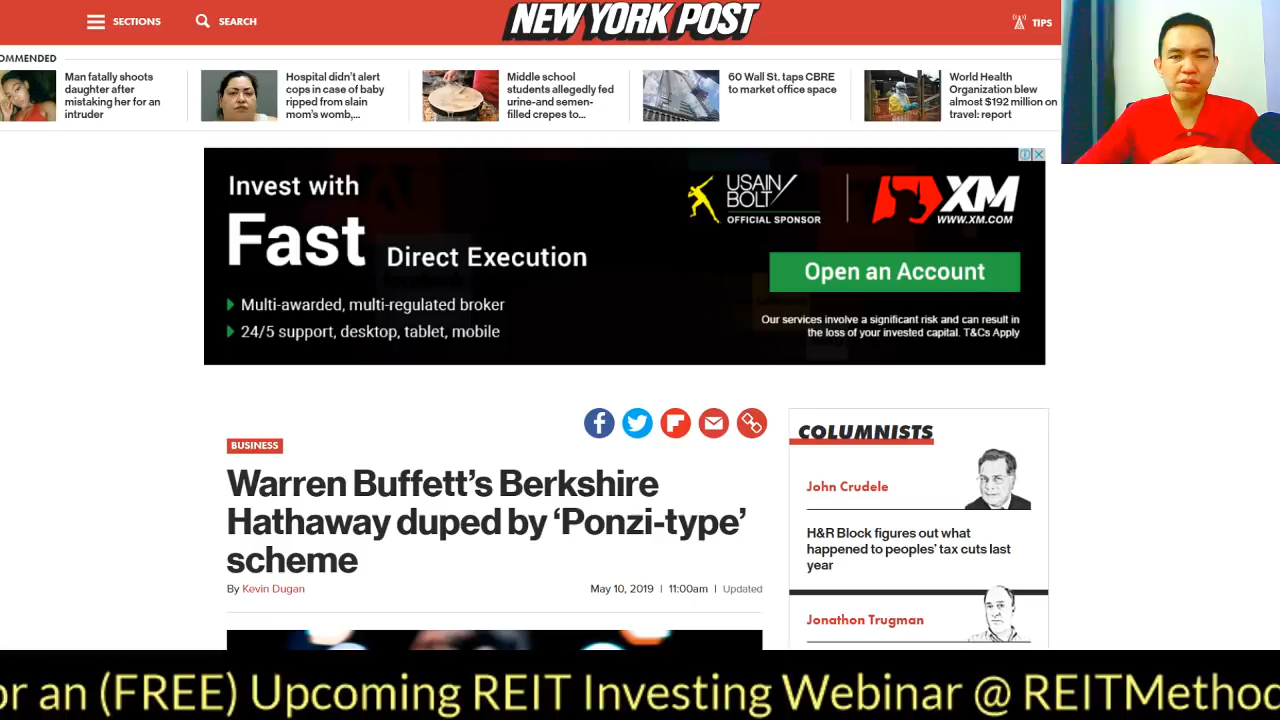 SECTIONS
SEARCH
NEW YORK POST
TIPS
OMMENDED
Man fatally shoots
daughter after
mistaking her for an
intruder
Hospital didn't alert
cops in case of baby
ripped from slain
mom's womb,...
Middle school
students allegedly fed
urine-and semen-
filled crepes to...
60 Wall St. taps CBRE
to market office space
World Health
Organization blew
almost $192 million on
travel: report
Invest with
Fast Direct Execution
Multi-awarded, multi-regulated broker
24/5 support, desktop, tablet, mobile
USAIN
BOLT
OFFICIAL SPONSOR
XM
WWW.XM.COM
Open an Account
Our services involve a significant risk and can result in
the loss of your invested capital. T&Cs Apply
BUSINESS
Warren Buffett's Berkshire
Hathaway duped by ‘Ponzi-type’
scheme
By Kevin Dugan
May 10, 2019 | 11:00am | Updated
COLUMNISTS
John Crudele
H&R Block figures out what
happened to peoples' tax cuts last
year
Jonathon Trugman
or an (FREE) Upcoming REIT Investing Webinar @ REITMethod